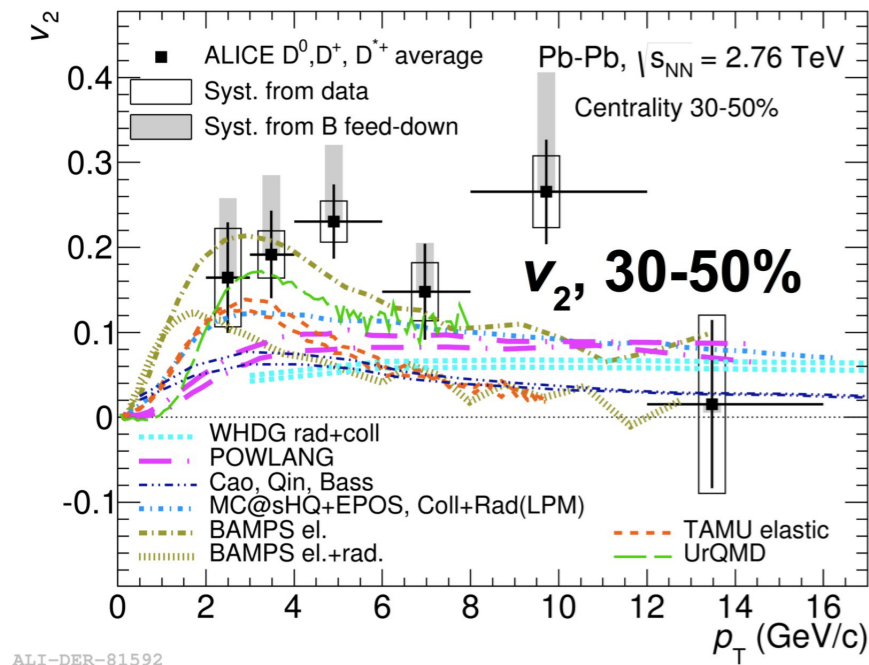 v₂
ALICE D⁰,D⁺, D*⁺ average
Syst. from data
Syst. from B feed-down
Pb-Pb, √s_NN = 2.76 TeV
Centrality 30-50%
0.4
0.3
0.2
0.1
0
-0.1
v₂, 30-50%
WHDG rad+coll
POWLANG
Cao, Qin, Bass
MC@sHQ+EPOS, Coll+Rad(LPM)
BAMPS el.
BAMPS el.+rad.
TAMU elastic
UrQMD
0 2 4 6 8 10 12 14 16
p_T (GeV/c)
ALI-DER-81592